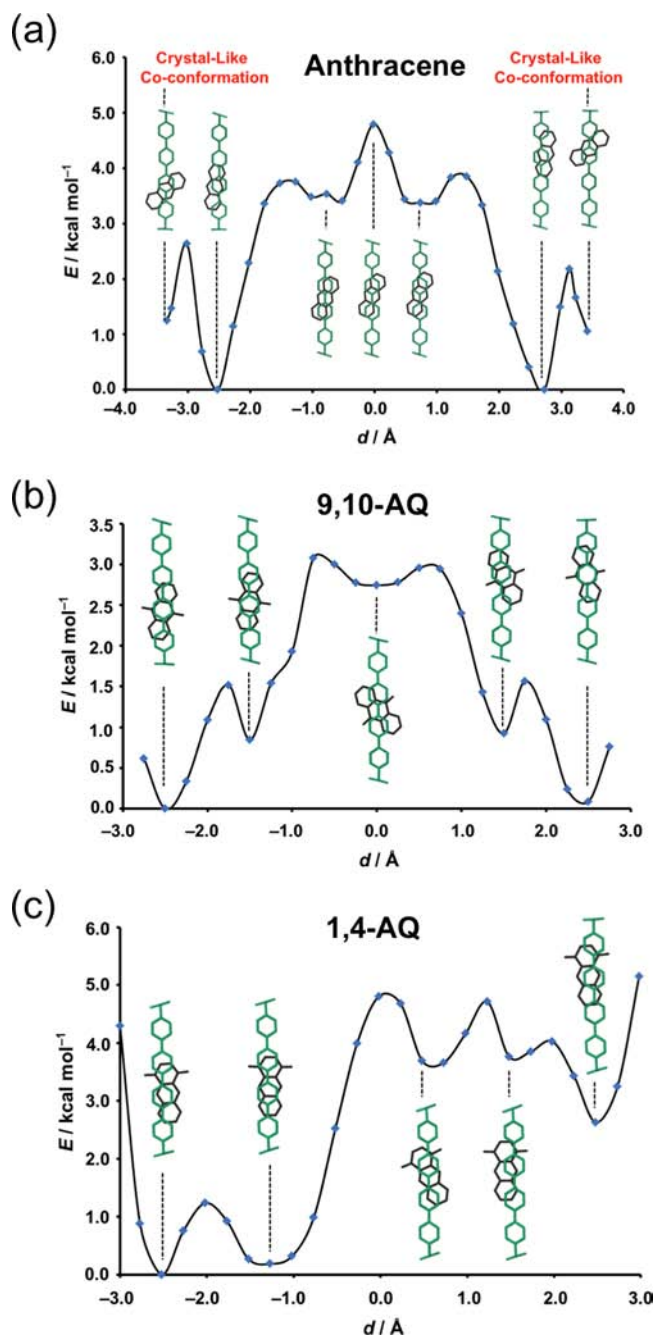 (a)
6.0
Crystal-Like
Co-conformation
Anthracene
Crystal-Like
Co-conformation
5.0
4.0
3.0
2.0
1.0
0.0
E / kcal mol⁻¹
−4.0 −3.0 −2.0 −1.0 0.0 1.0 2.0 3.0 4.0
d / Å
(b)
9,10-AQ
3.5
3.0
2.5
2.0
1.5
1.0
0.5
0.0
E / kcal mol⁻¹
−3.0 −2.0 −1.0 0.0 1.0 2.0 3.0
d / Å
(c)
1,4-AQ
6.0
5.0
4.0
3.0
2.0
1.0
0.0
E / kcal mol⁻¹
−3.0 −2.0 −1.0 0.0 1.0 2.0 3.0
d / Å